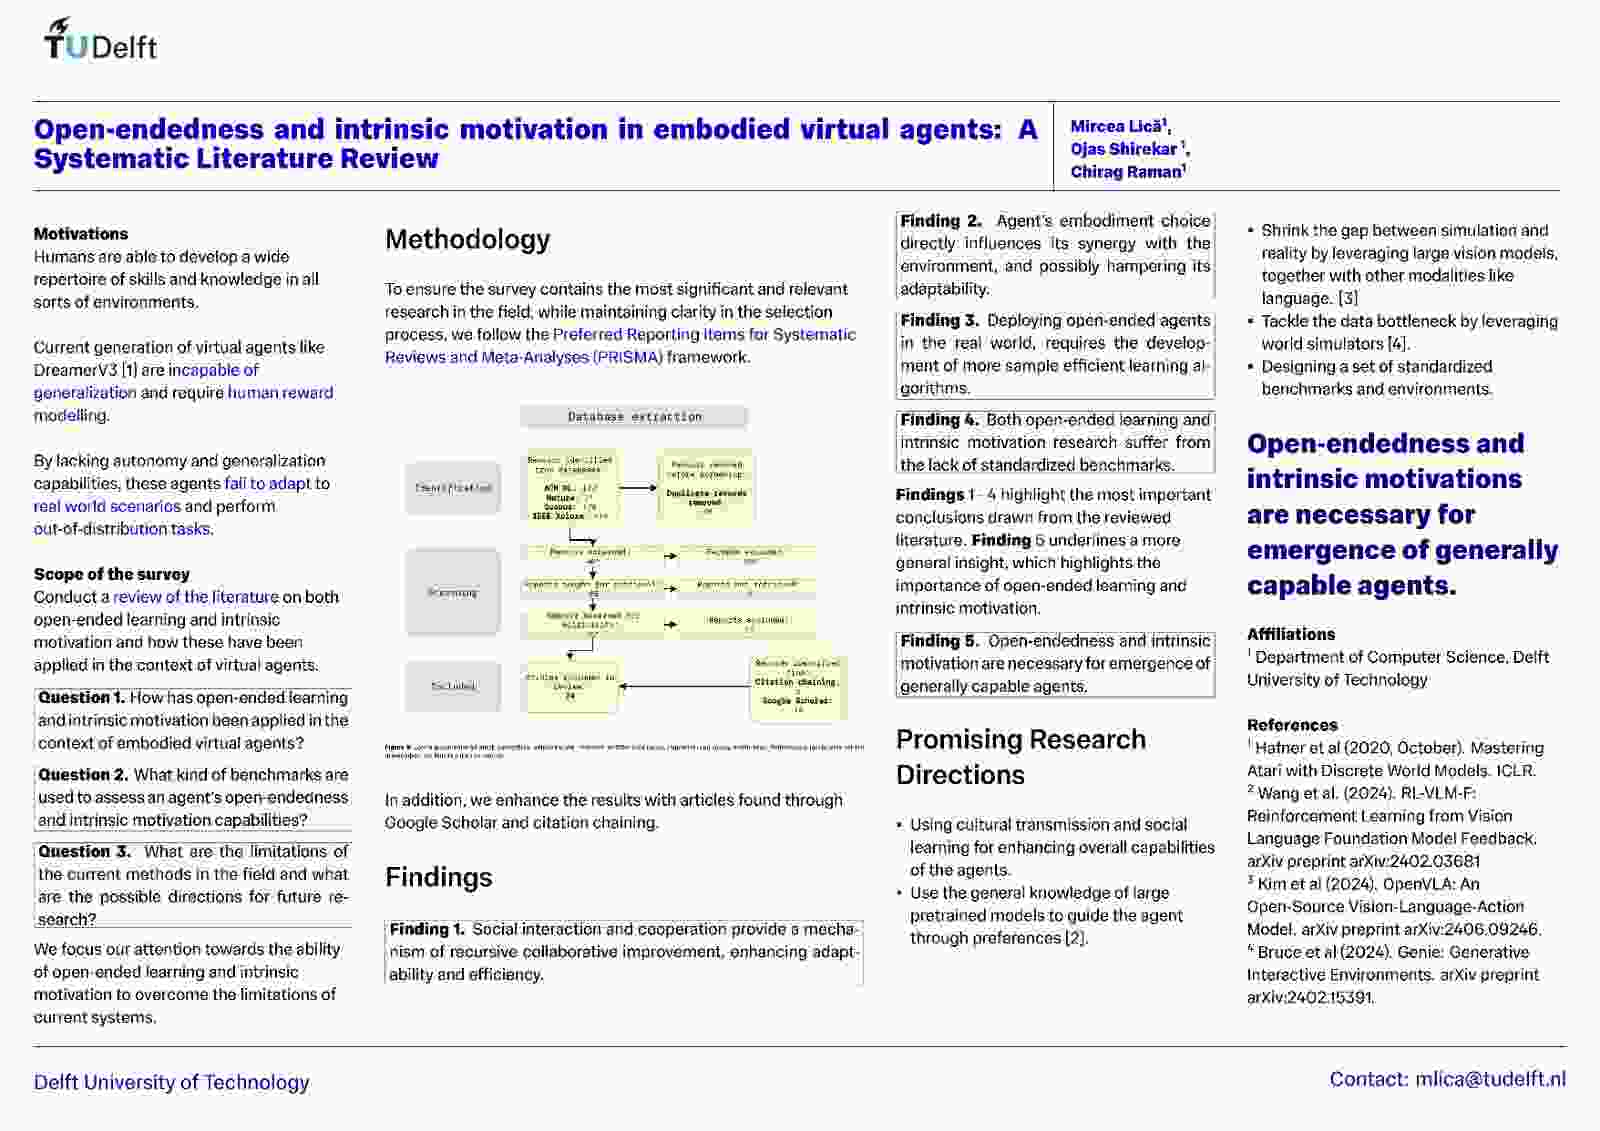 TUDelft
Open-endedness and intrinsic motivation in embodied virtual agents: A
Systematic Literature Review
Mircea Lică¹,
Ojas Shirekar ¹,
Chirag Raman¹
Motivations
Humans are able to develop a wide
repertoire of skills and knowledge in all
sorts of environments.
Current generation of virtual agents like
DreamerV3 [1] are incapable of
generalization and require human reward
modelling.
By lacking autonomy and generalization
capabilities, these agents fail to adapt to
real world scenarios and perform
out-of-distribution tasks.
Scope of the survey
Conduct a review of the literature on both
open-ended learning and intrinsic
motivation and how these have been
applied in the context of virtual agents.
Question 1. How has open-ended learning
and intrinsic motivation been applied in the
context of embodied virtual agents?
Question 2. What kind of benchmarks are
used to assess an agent's open-endedness
and intrinsic motivation capabilities?
Question 3. What are the limitations of
the current methods in the field and what
are the possible directions for future re-
search?
We focus our attention towards the ability
of open-ended learning and intrinsic
motivation to overcome the limitations of
current systems.
Methodology
To ensure the survey contains the most significant and relevant
research in the field, while maintaining clarity in the selection
process, we follow the Preferred Reporting Items for Systematic
Reviews and Meta-Analyses (PRISMA) framework.
Database extraction
Identification
Records identified
from databases
ACM DL:
Nature:
Scopus:
IEEE Xplore:
Records removed
before screening:
Duplicate records
removed
Screening
Records screened:
Records excluded:
Reports sought for retrieval:
Reports not retrieved:
Reports assessed for
eligibility:
Reports excluded:
Included
Studies included in
review
Records identified
from:
Citation chaining:
Google Scholar:
In addition, we enhance the results with articles found through
Google Scholar and citation chaining.
Findings
Finding 1. Social interaction and cooperation provide a mecha-
nism of recursive collaborative improvement, enhancing adapt-
ability and efficiency.
Finding 2. Agent's embodiment choice
directly influences its synergy with the
environment, and possibly hampering its
adaptability.
Finding 3. Deploying open-ended agents
in the real world, requires the develop-
ment of more sample efficient learning al-
gorithms.
Finding 4. Both open-ended learning and
intrinsic motivation research suffer from
the lack of standardized benchmarks.
Findings 1 - 4 highlight the most important
conclusions drawn from the reviewed
literature. Finding 5 underlines a more
general insight, which highlights the
importance of open-ended learning and
intrinsic motivation.
Finding 5. Open-endedness and intrinsic
motivation are necessary for emergence of
generally capable agents.
Promising Research
Directions
• Using cultural transmission and social
learning for enhancing overall capabilities
of the agents.
• Use the general knowledge of large
pretrained models to guide the agent
through preferences [2].
• Shrink the gap between simulation and
reality by leveraging large vision models,
together with other modalities like
language. [3]
• Tackle the data bottleneck by leveraging
world simulators [4].
• Designing a set of standardized
benchmarks and environments.
Open-endedness and
intrinsic motivations
are necessary for
emergence of generally
capable agents.
Affiliations
¹ Department of Computer Science, Delft
University of Technology
References
¹ Hafner et al (2020, October). Mastering
Atari with Discrete World Models. ICLR.
² Wang et al. (2024). RL-VLM-F:
Reinforcement Learning from Vision
Language Foundation Model Feedback.
arXiv preprint arXiv:2402.03681
³ Kim et al (2024). OpenVLA: An
Open-Source Vision-Language-Action
Model. arXiv preprint arXiv:2406.09246.
⁴ Bruce et al (2024). Genie: Generative
Interactive Environments. arXiv preprint
arXiv:2402.15391.
Delft University of Technology
Contact: mlica@tudelft.nl